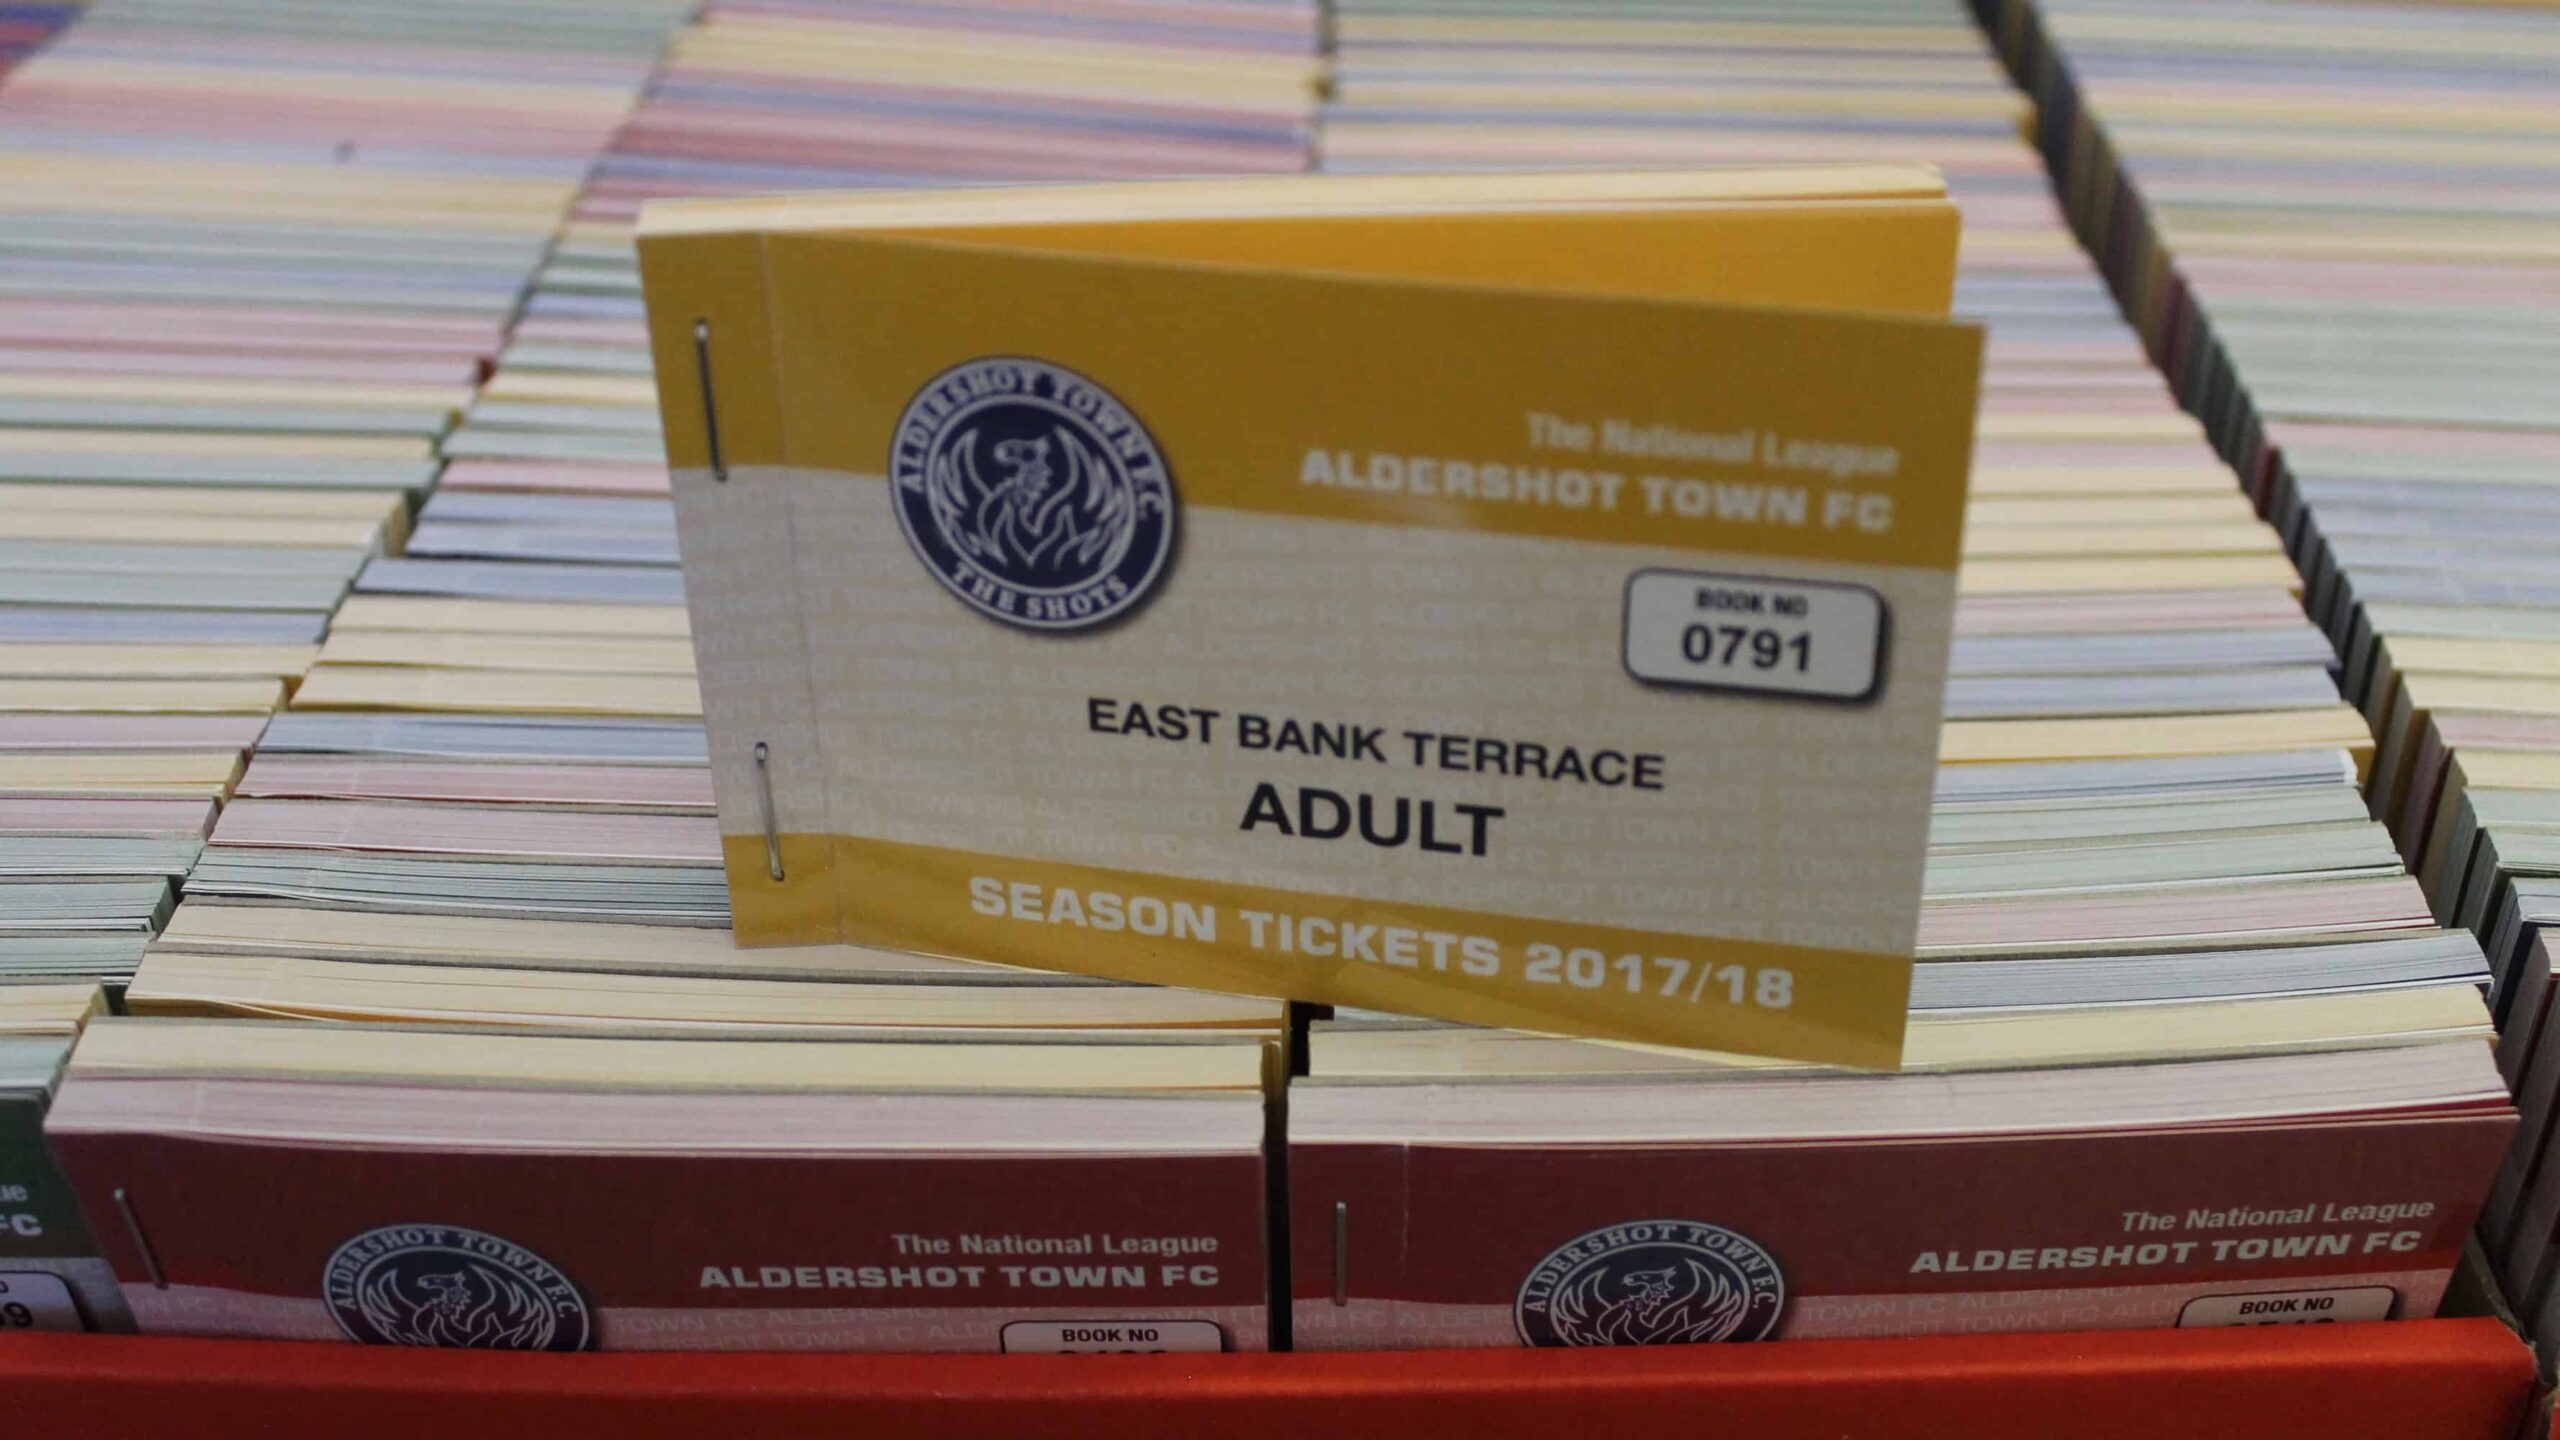 ALDERSHOT TOWN F.C.
THE SHOTS
The National League
ALDERSHOT TOWN FC
BOOK NO
0791
EAST BANK TERRACE
ADULT
SEASON TICKETS 2017/18
ALDERSHOT TOWN F.C.
The National League
ALDERSHOT TOWN FC
BOOK NO
ALDERSHOT TOWN F.C.
The National League
ALDERSHOT TOWN FC
BOOK NO
FC